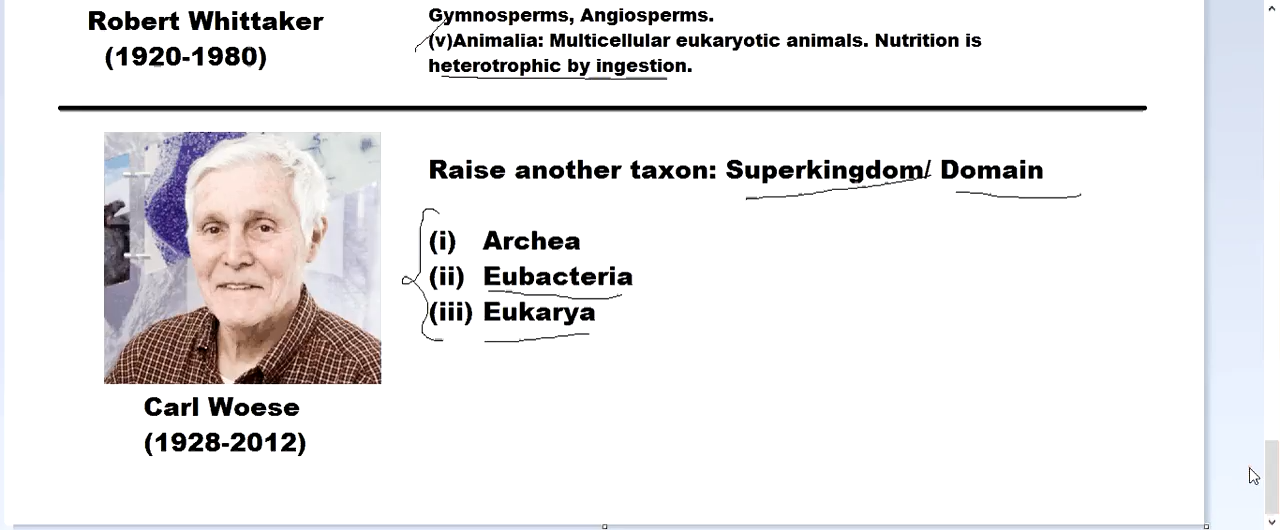 Robert Whittaker
(1920-1980)
Gymnosperms, Angiosperms.
(v)Animalia: Multicellular eukaryotic animals. Nutrition is
heterotrophic by ingestion.
Raise another taxon: Superkingdom/ Domain
(i) Archea
(ii) Eubacteria
(iii) Eukarya
Carl Woese
(1928-2012)